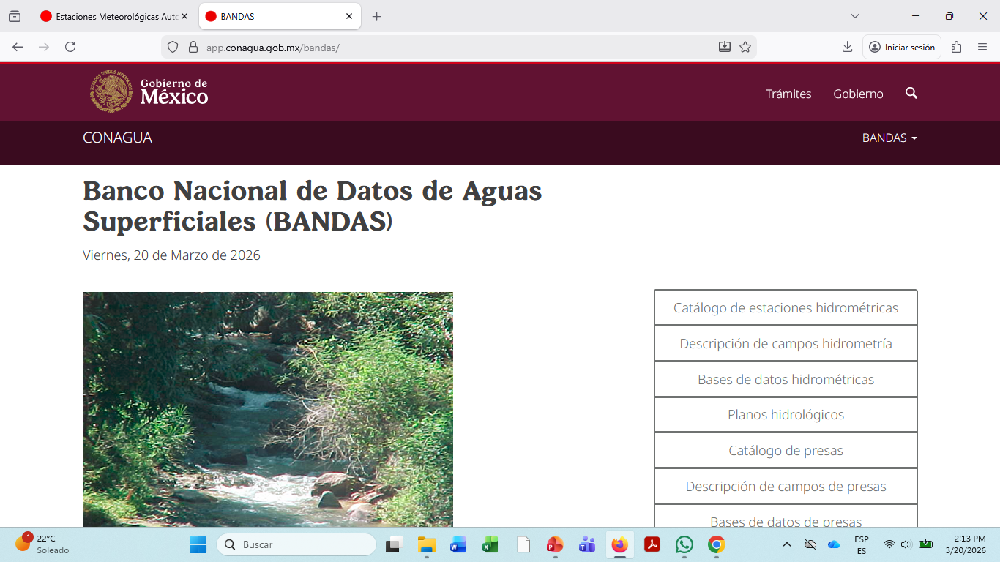 Estaciones Meteorológicas Auto
BANDAS
app.conagua.gob.mx/bandas/
Iniciar sesión
ESTADOS UNIDOS MEXICANOS
Gobierno de
México
Trámites
Gobierno
CONAGUA
BANDAS
Banco Nacional de Datos de Aguas
Superficiales (BANDAS)
Viernes, 20 de Marzo de 2026
Catálogo de estaciones hidrométricas
Descripción de campos hidrometría
Bases de datos hidrométricas
Planos hidrológicos
Catálogo de presas
Descripción de campos de presas
Bases de datos de presas
1
22°C
Soleado
Buscar
ESP
ES
2:13 PM
3/20/2026